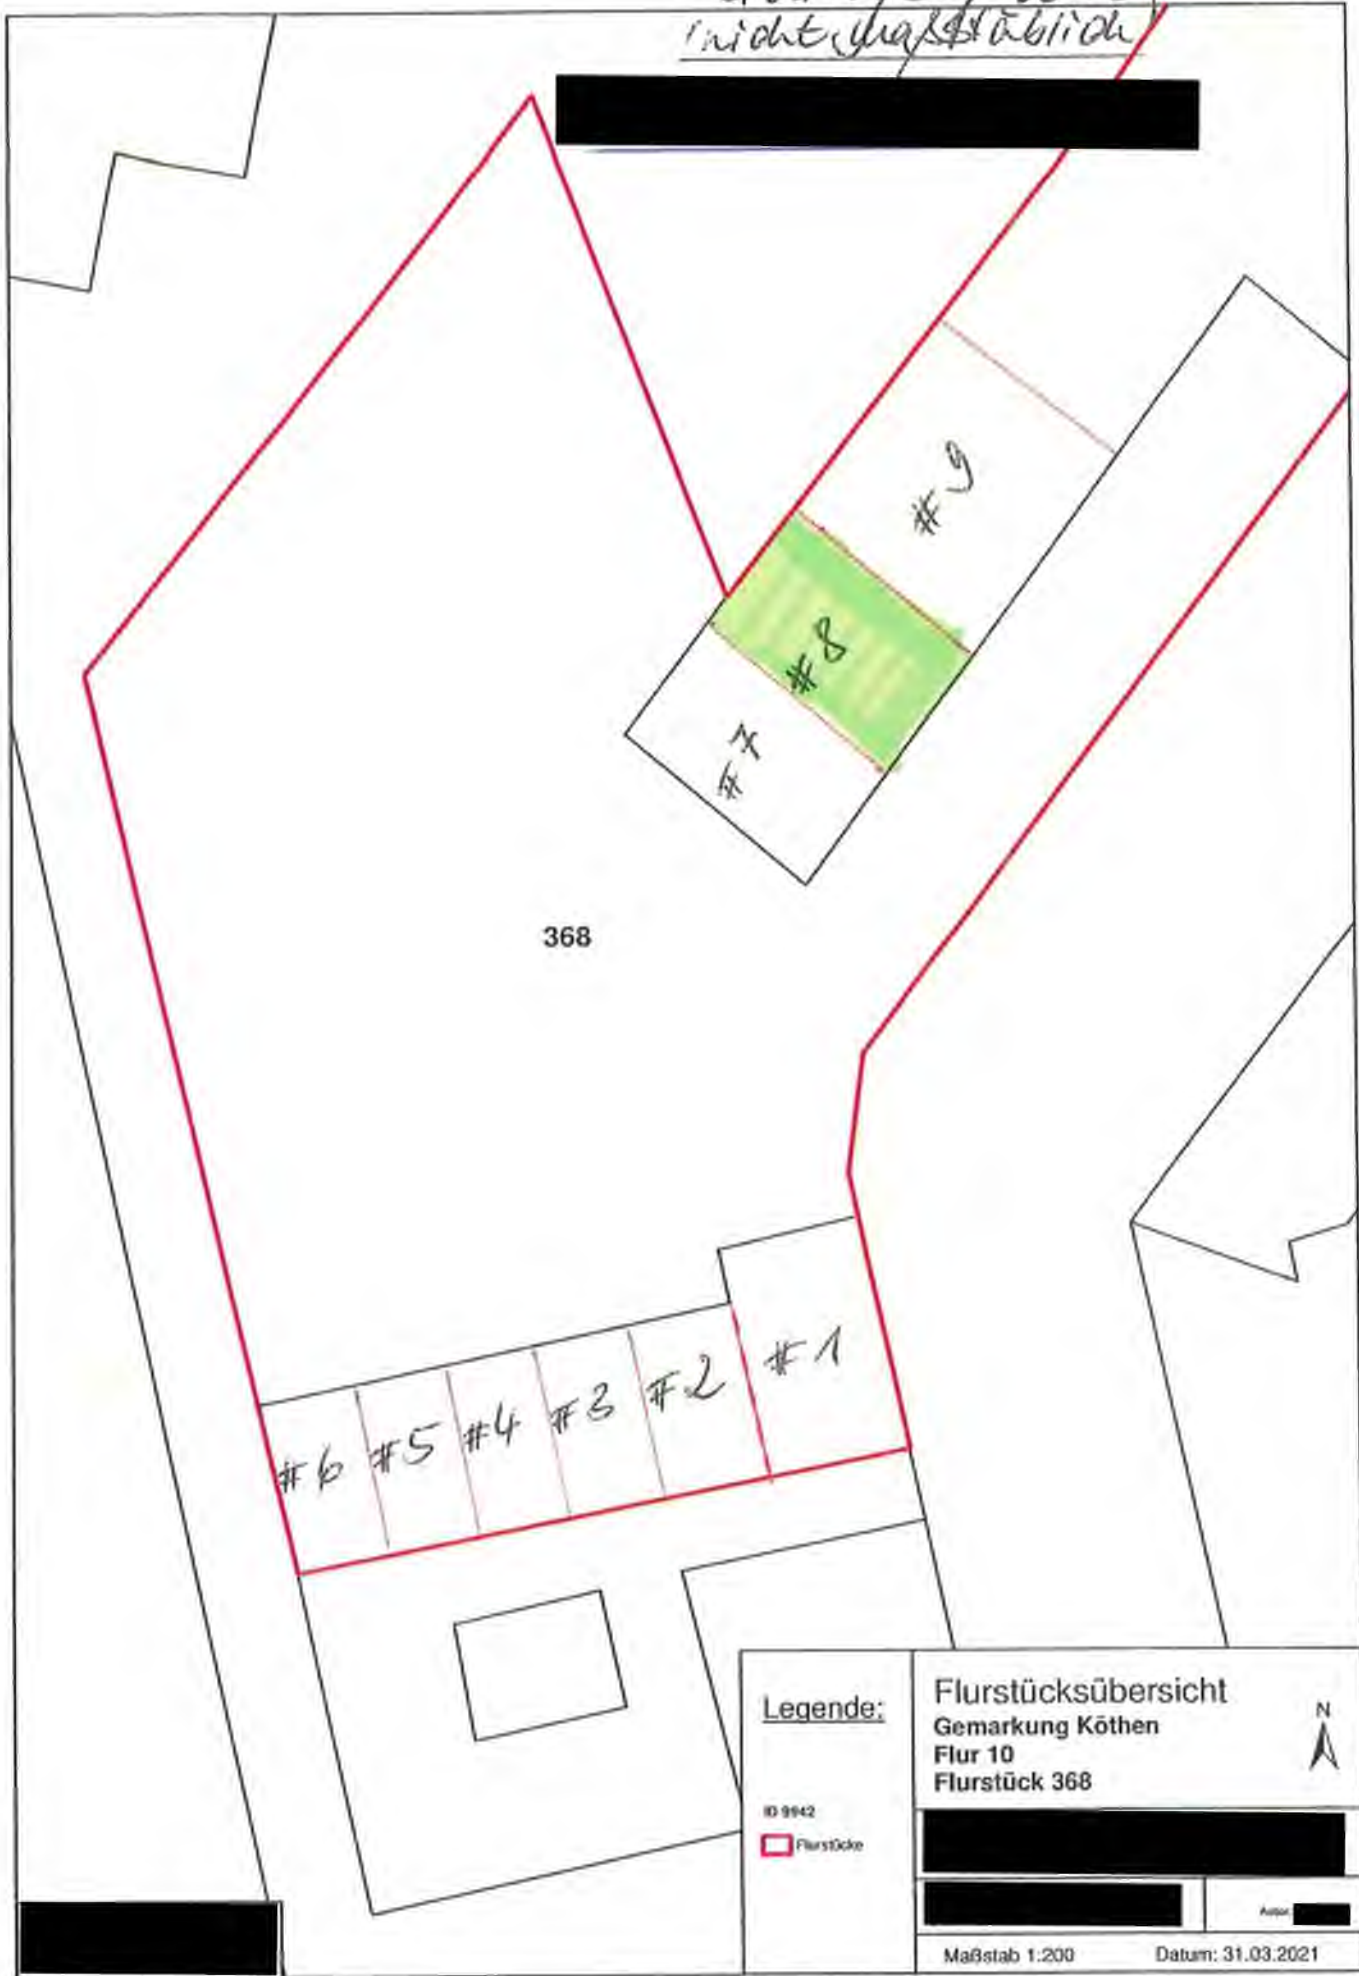 (nicht maßstäblich)
#9
#8
#7
368
#1
#2
#3
#4
#5
#6
Legende:
ID 9942
Flurstücke
Flurstücksübersicht
Gemarkung Köthen
Flur 10
Flurstück 368
N
Autor:
Maßstab 1:200
Datum: 31.03.2021